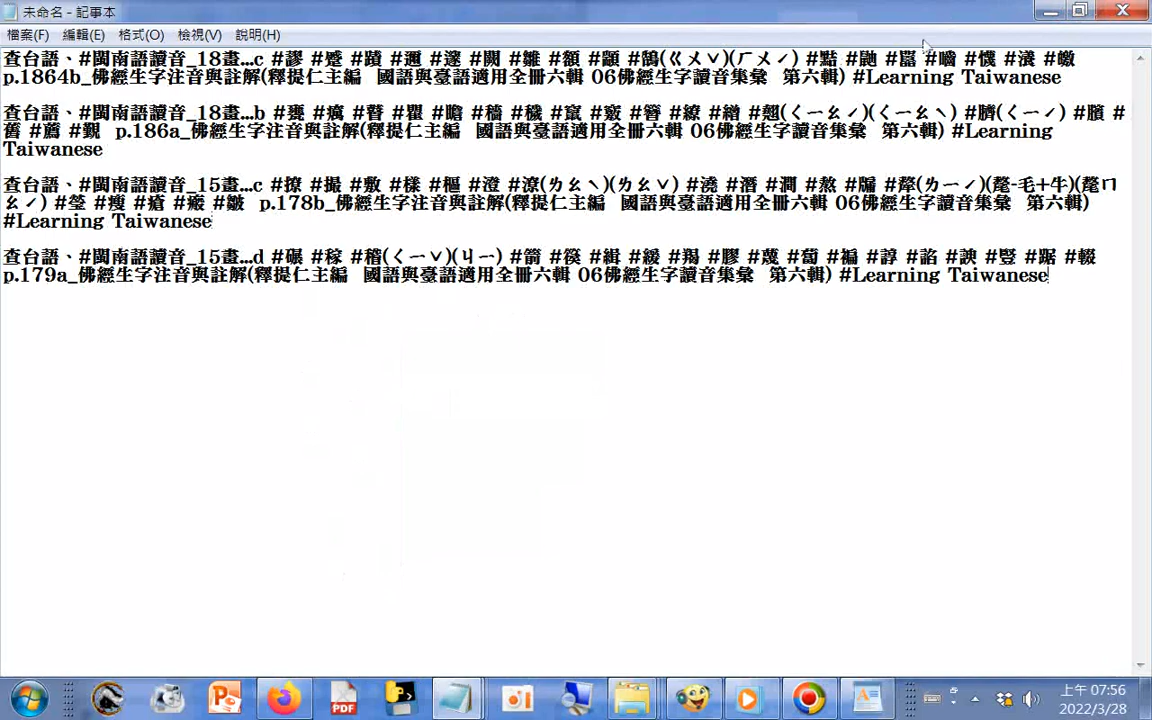 未命名 - 記事本
檔案(F) 編輯(E) 格式(O) 檢視(V) 說明(H)
查台語、#閩南語讀音_18畫...c #謬 #蹙 #蹟 #邇 #邃 #闕 #雛 #額 #顓 #鵠(ㄍㄨˇ)(ㄏㄨˊ) #黠 #鼬 #嚚 #嚙 #懱 #瀁 #皦
p.1864b_佛經生字注音與註解(釋提仁主編 國語與臺語適用全冊六輯 06佛經生字讀音集彙 第六輯) #Learning Taiwanese
查台語、#閩南語讀音_18畫...b #甕 #癘 #瞽 #瞿 #瞻 #穡 #穢 #竄 #竅 #簪 #繚 #繒 #翹(ㄑㄧㄠˊ)(ㄑㄧㄠˋ) #臍(ㄑㄧˊ) #臏 #
舊 #薦 #覲 p.186a_佛經生字注音與註解(釋提仁主編 國語與臺語適用全冊六輯 06佛經生字讀音集彙 第六輯) #Learning
Taiwanese
查台語、#閩南語讀音_15畫...c #撩 #撮 #敷 #樣 #樞 #澄 #潦(ㄌㄠˋ)(ㄌㄠˇ) #澆 #潛 #澗 #熬 #牖 #犛(ㄌㄧˊ)(氂-毛+牛)(氂ㄇ
ㄠˊ) #瑩 #瘦 #瘡 #瘢 #皺 p.178b_佛經生字注音與註解(釋提仁主編 國語與臺語適用全冊六輯 06佛經生字讀音集彙 第六輯)
#Learning Taiwanese
查台語、#閩南語讀音_15畫...d #碾 #稼 #稽(ㄑㄧˇ)(ㄐㄧ) #箭 #篌 #緝 #緩 #羯 #膠 #蔑 #蔔 #褊 #諄 #諂 #諛 #豎 #踞 #輟
p.179a_佛經生字注音與註解(釋提仁主編 國語與臺語適用全冊六輯 06佛經生字讀音集彙 第六輯) #Learning Taiwanese
PDF
上午 07:56
2022/3/28